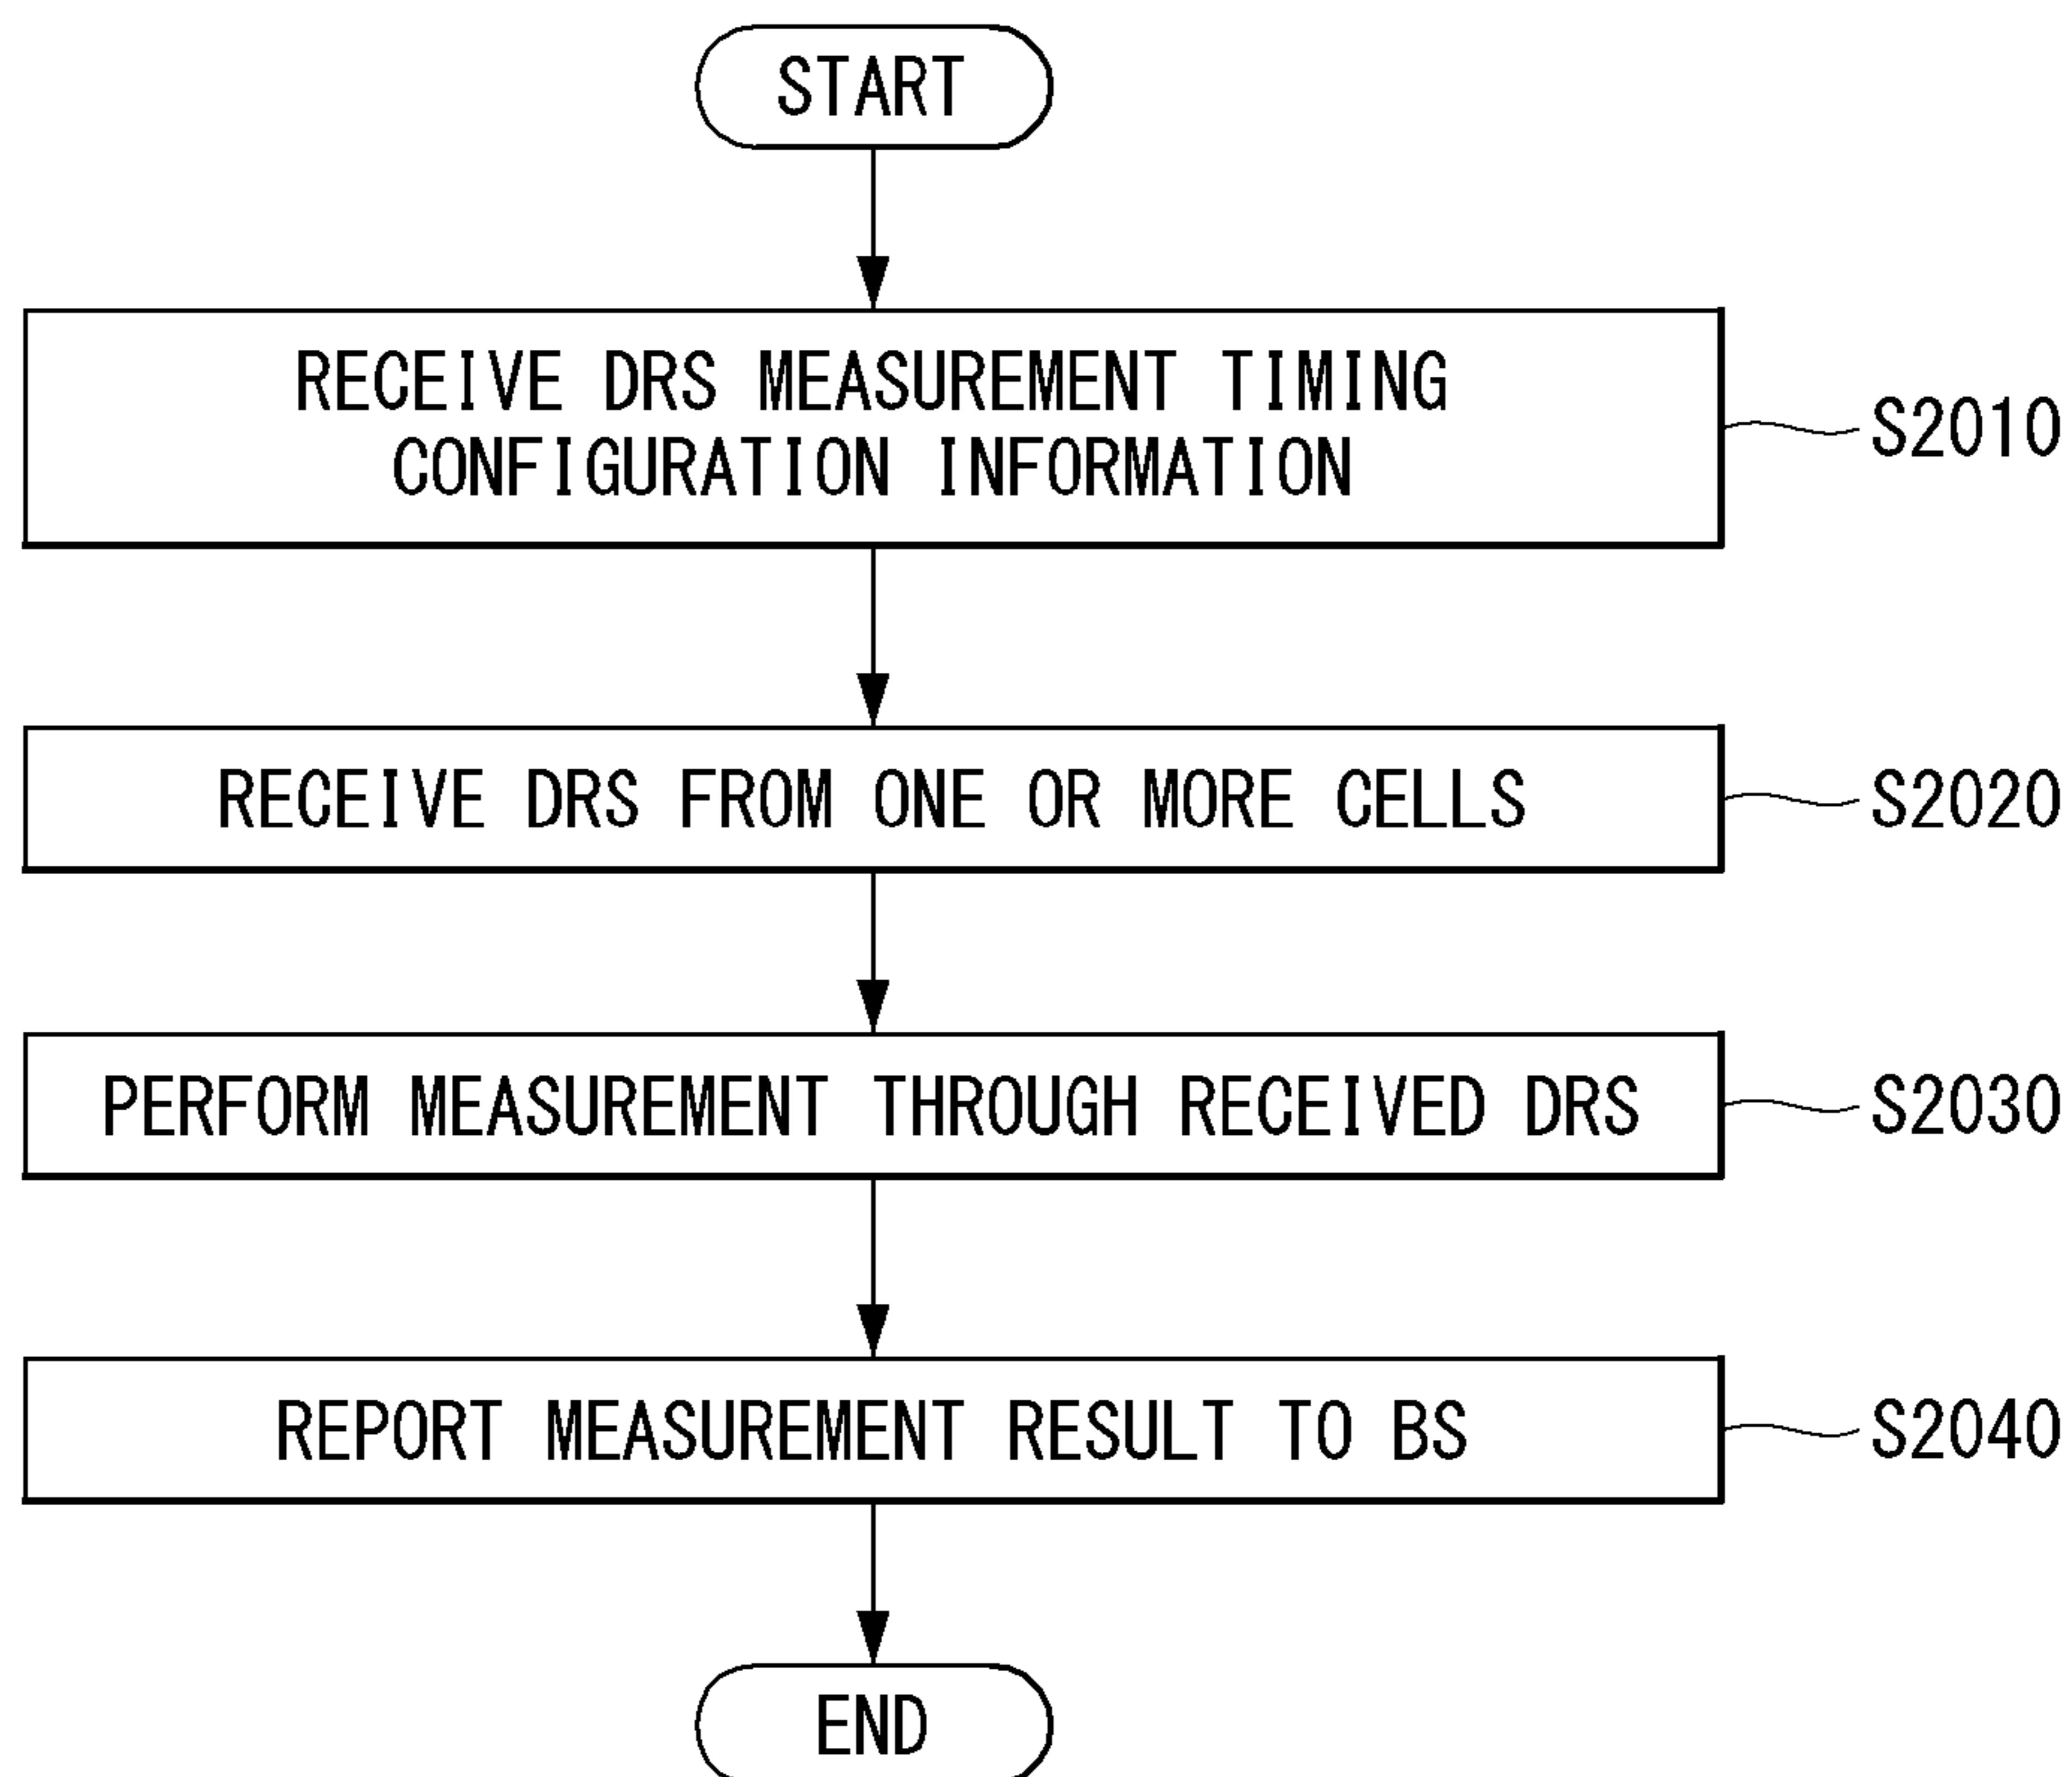 START
RECEIVE DRS MEASUREMENT TIMING
CONFIGURATION INFORMATION
S2010
RECEIVE DRS FROM ONE OR MORE CELLS
S2020
PERFORM MEASUREMENT THROUGH RECEIVED DRS
S2030
REPORT MEASUREMENT RESULT TO BS
S2040
END